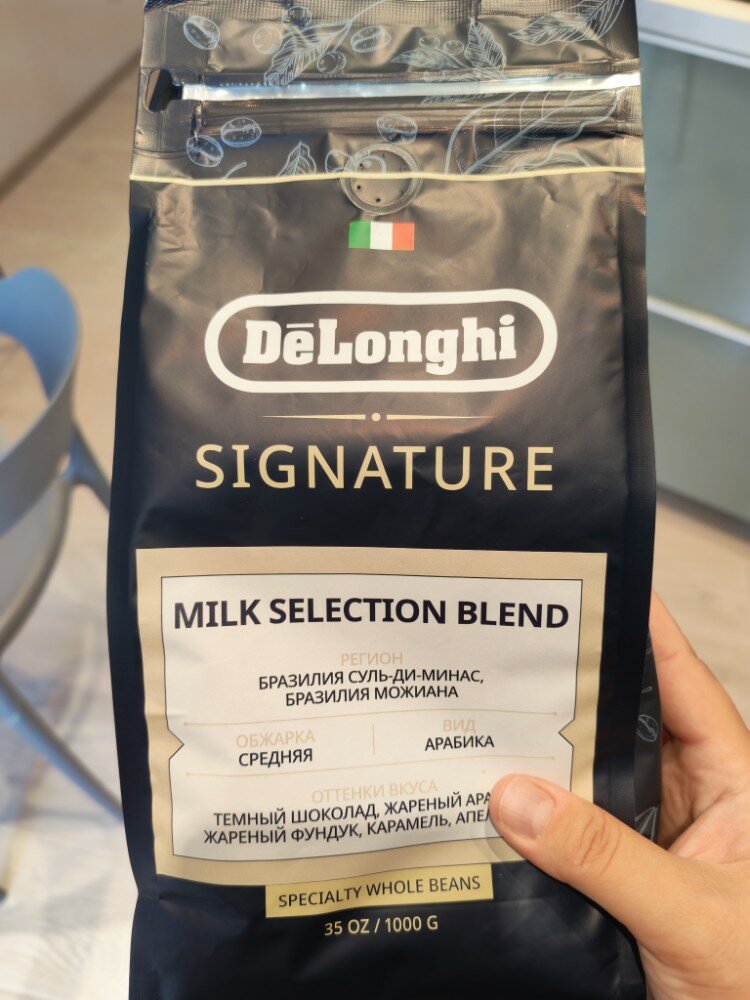 DēLonghi
SIGNATURE
MILK SELECTION BLEND
РЕГИОН
БРАЗИЛИЯ СУЛЬ-ДИ-МИНАС,
БРАЗИЛИЯ МОЖИАНА
ОБЖАРКА
СРЕДНЯЯ
ВИД
АРАБИКА
ОТТЕНКИ ВКУСА
ТЕМНЫЙ ШОКОЛАД, ЖАРЕНЫЙ
ЖАРЕНЫЙ ФУНДУК, КАРАМЕЛЬ,
SPECIALTY WHOLE BEANS
35 OZ / 1000 G